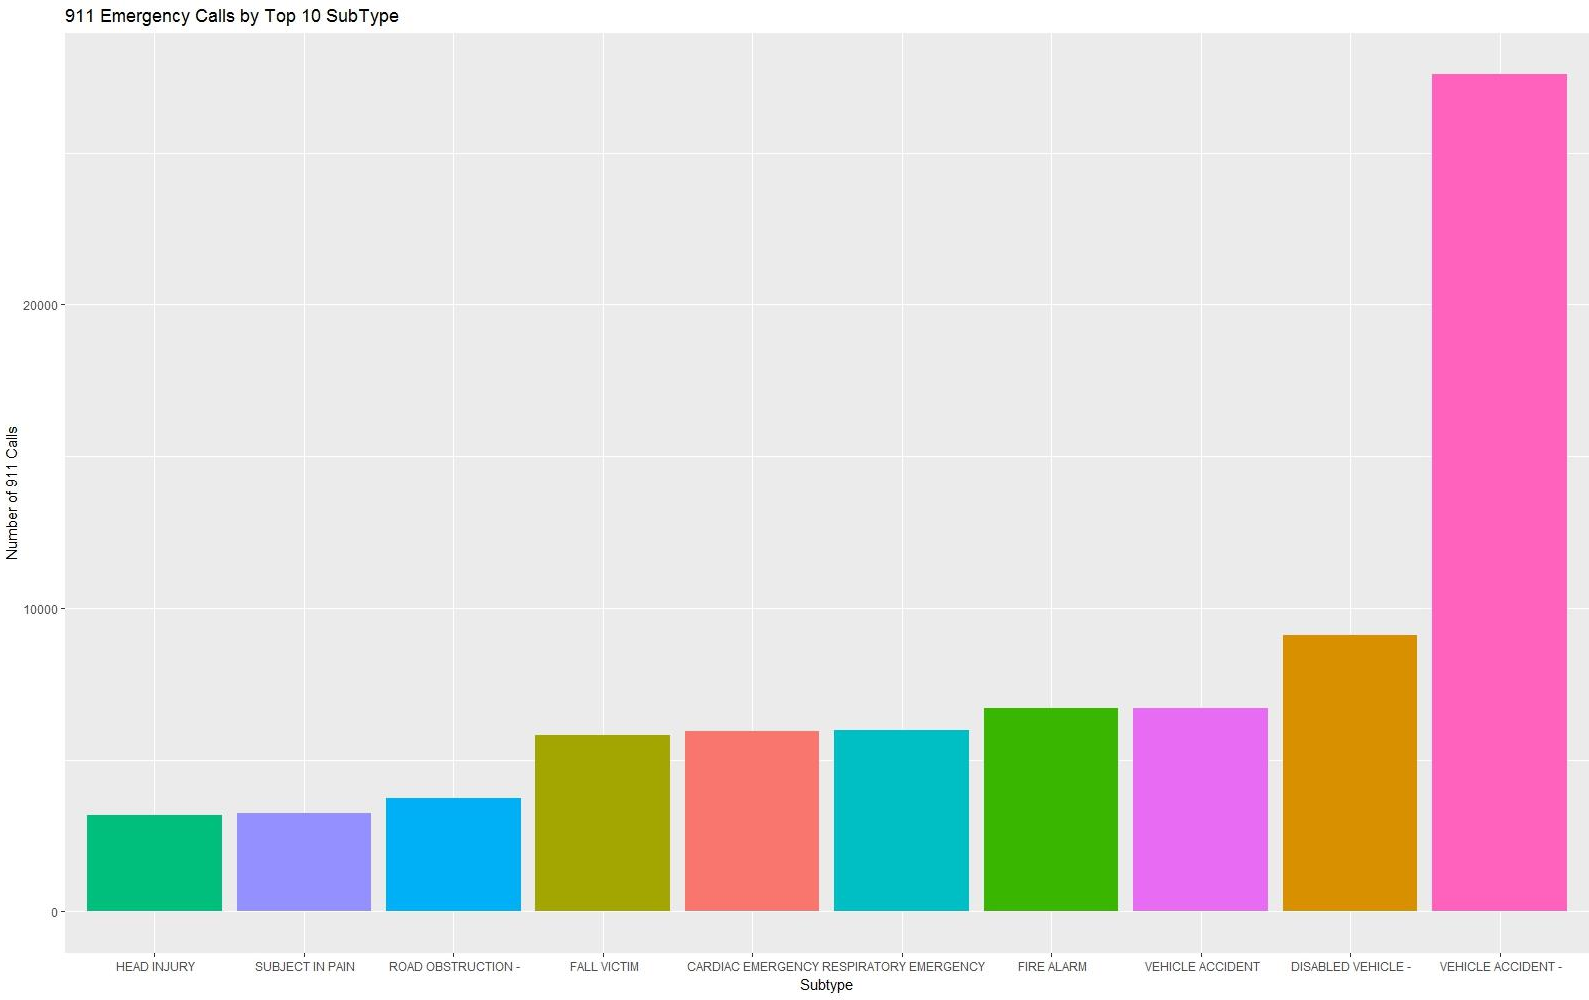 911 Emergency Calls by Top 10 SubType
Number of 911 Calls
20000
10000
0
HEAD INJURY
SUBJECT IN PAIN
ROAD OBSTRUCTION -
FALL VICTIM
CARDIAC EMERGENCY
RESPIRATORY EMERGENCY
FIRE ALARM
VEHICLE ACCIDENT
DISABLED VEHICLE -
VEHICLE ACCIDENT -
Subtype